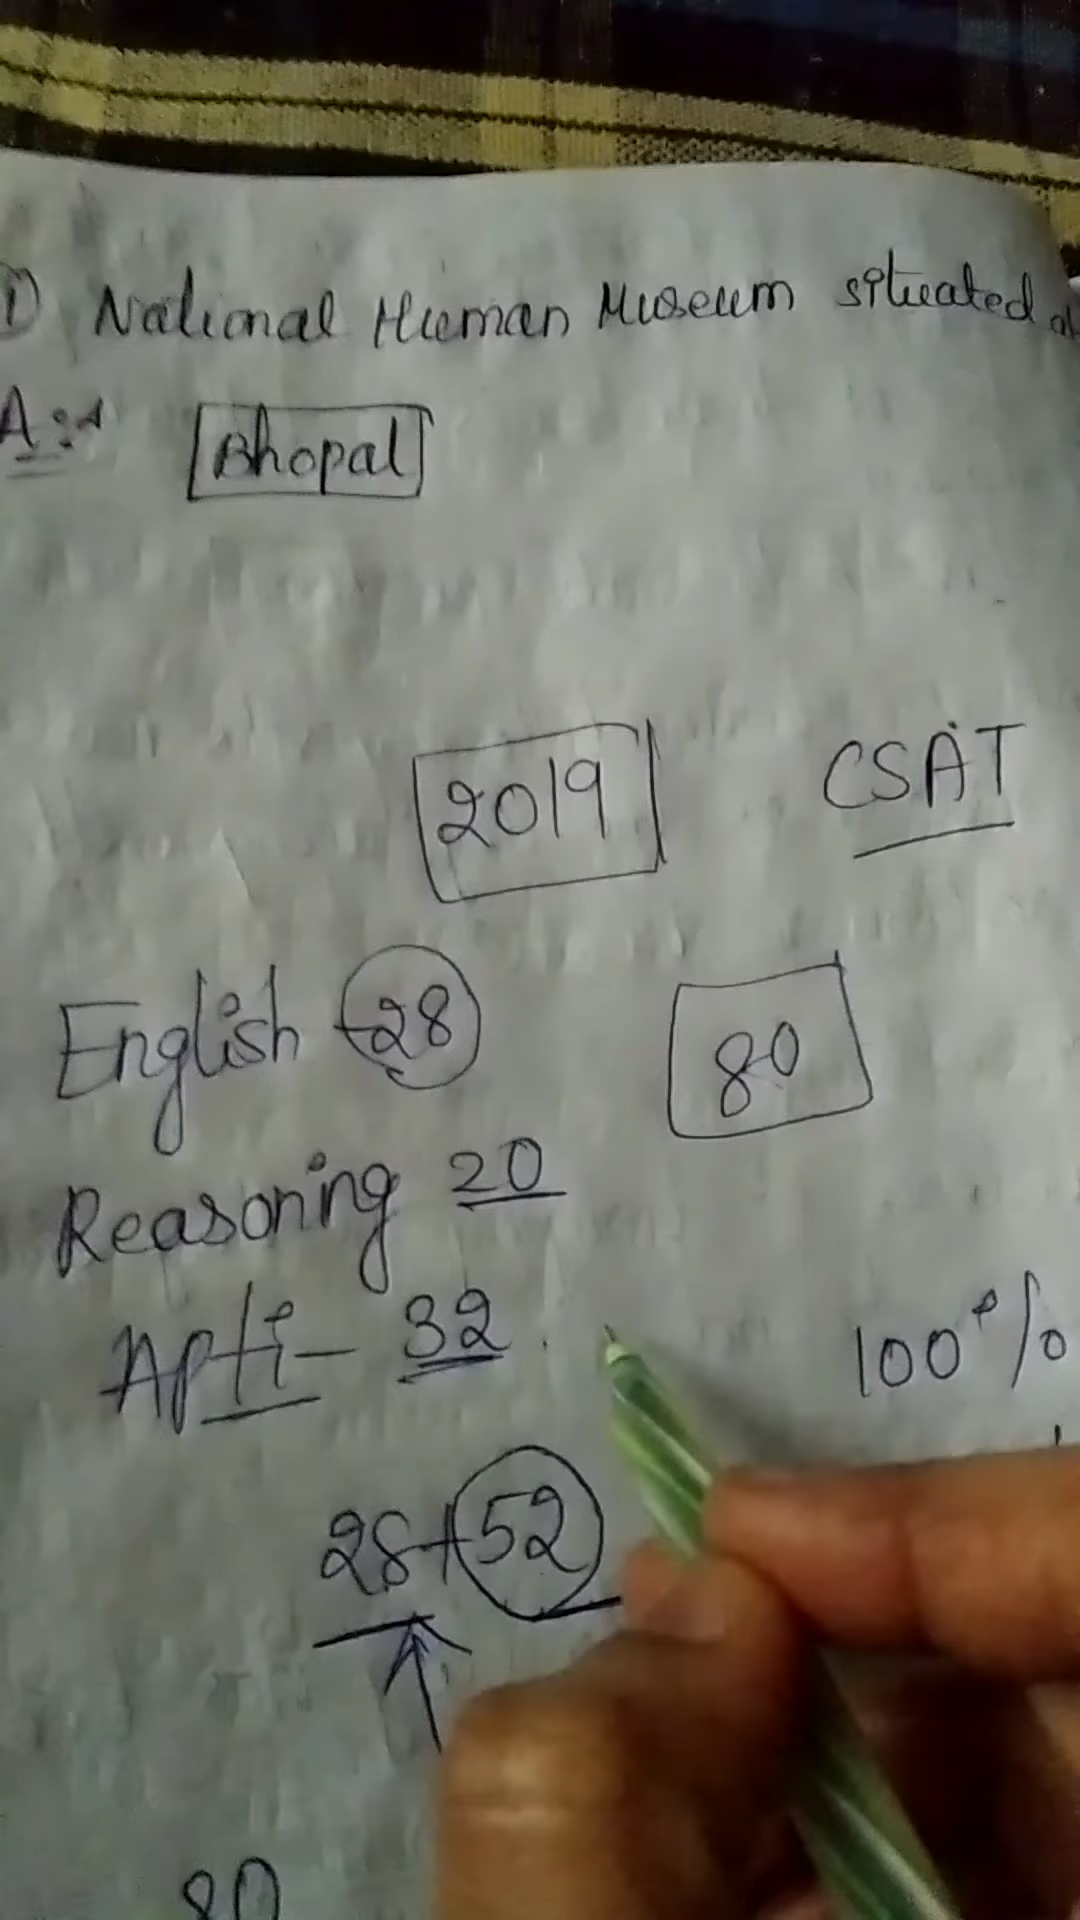 1) National Human Museum situated at
A:-
Bhopal
2019 CSAT
English - 28
80
Reasoning 20
Apti - 32
100%
28+52
80